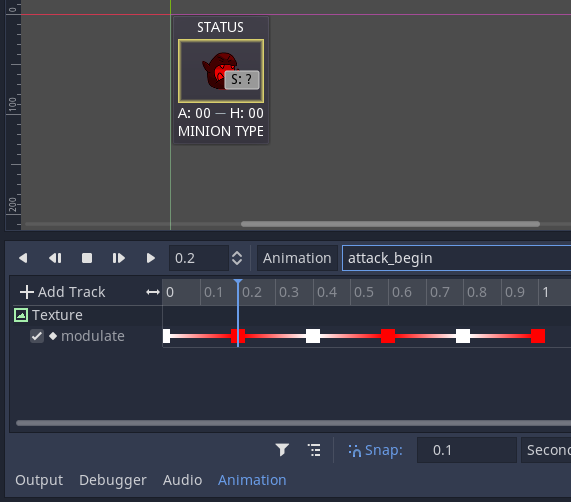 0
100
200
STATUS
S: ?
A: 00 — H: 00
MINION TYPE
0.2 Animation attack_begin
Add Track 0 0.1 0.2 0.3 0.4 0.5 0.6 0.7 0.8 0.9 1
Texture
modulate
Snap: 0.1 Secon
Output Debugger Audio Animation